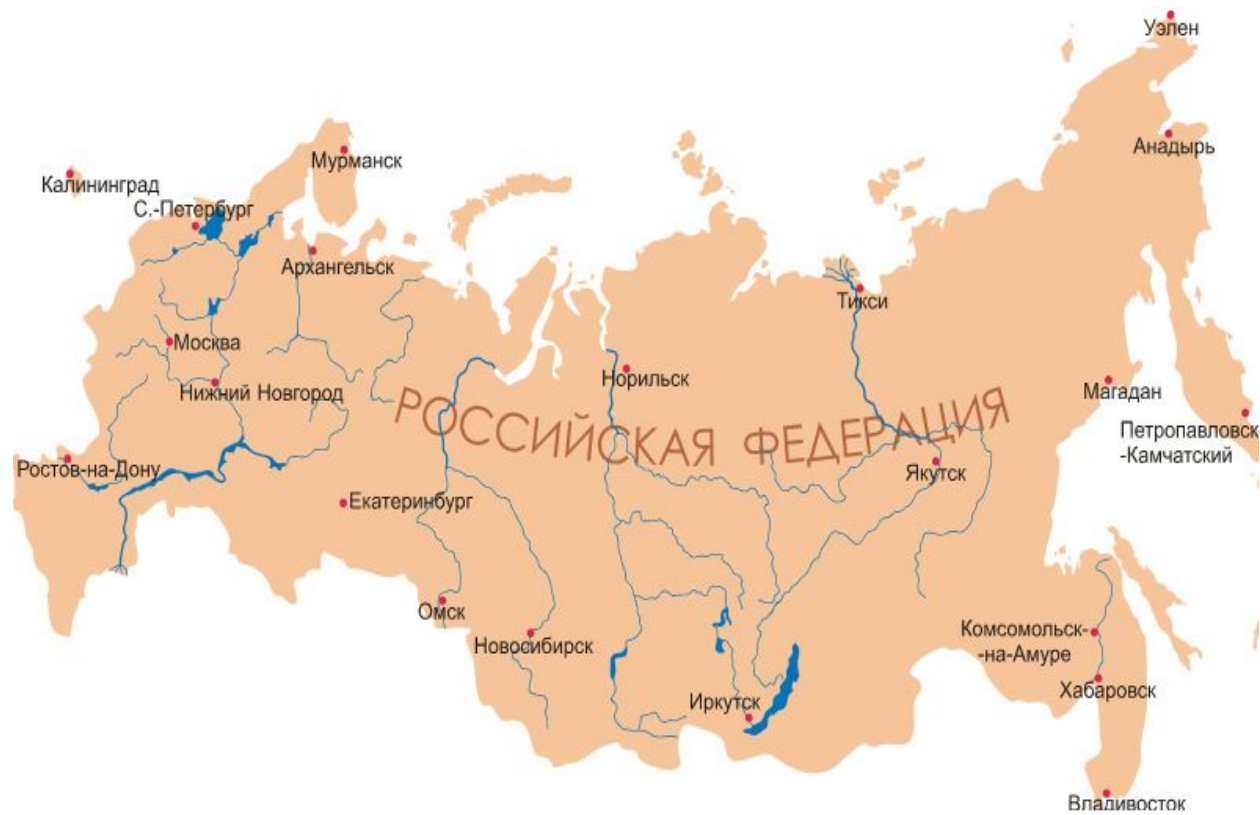 Уэлен
Анадырь
Мурманск
Калининград
С.-Петербург
Архангельск
Тикси
Москва
Норильск
Нижний Новгород
Магадан
РОССИЙСКАЯ ФЕДЕРАЦИЯ
Петропавловск
-Камчатский
Ростов-на-Дону
Якутск
Екатеринбург
Омск
Новосибирск
Комсомольск-
-на-Амуре
Хабаровск
Иркутск
Владивосток